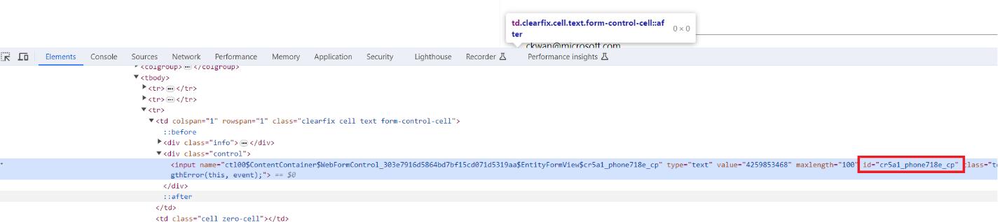 td.clearfix.cell.text.form-control-cell::af
ter
0 × 0
ckwan@microsoft.com
Elements Console Sources Network Performance Memory Application Security Lighthouse Recorder Performance insights
<colgroup> ••• </colgroup>
<tbody>
<tr> ••• </tr>
<tr> ••• </tr>
<tr>
<td colspan="1" rowspan="1" class="clearfix cell text form-control-cell">
::before
<div class="info"> ••• </div>
<div class="control">
<input name="ctl00$ContentContainer$WebFormControl_303e7916d5864bd7bf15cd071d5319aa$EntityFormView$cr5a1_phone718e_cp" type="text" value="4259853468" maxlength="100" id="cr5a1_phone718e_cp" class="te
gthError(this, event);"> == $0
</div>
::after
</td>
<td class="cell zero-cell"></td>